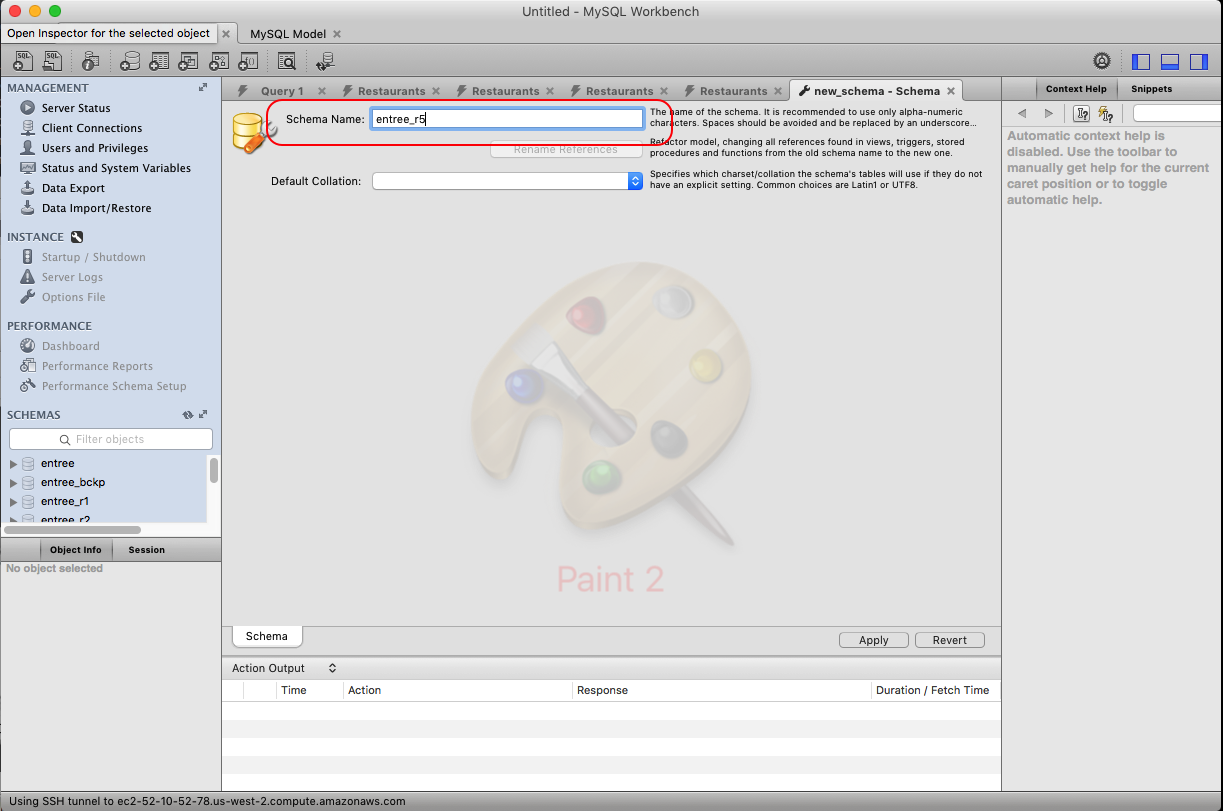 Untitled - MySQL Workbench
Open Inspector for the selected object
MySQL Model
MANAGEMENT
Server Status
Client Connections
Users and Privileges
Status and System Variables
Data Export
Data Import/Restore
INSTANCE
Startup / Shutdown
Server Logs
Options File
PERFORMANCE
Dashboard
Performance Reports
Performance Schema Setup
SCHEMAS
Filter objects
entree
entree_bckp
entree_r1
entree_r2
Object Info Session
No object selected
Query 1 Restaurants Restaurants Restaurants Restaurants new_schema - Schema
Schema Name: entree_r5
The name of the schema. It is recommended to use only alpha-numeric
characters. Spaces should be avoided and be replaced by an underscore...
Rename References
Refactor model, changing all references found in views, triggers, stored
procedures and functions from the old schema name to the new one.
Default Collation:
Specifies which charset/collation the schema's tables will use if they do not
have an explicit setting. Common choices are Latin1 or UTF8.
Paint 2
Schema
Apply Revert
Action Output
Time Action Response Duration / Fetch Time
Context Help Snippets
Automatic context help is
disabled. Use the toolbar to
manually get help for the current
caret position or to toggle
automatic help.
Using SSH tunnel to ec2-52-10-52-78.us-west-2.compute.amazonaws.com